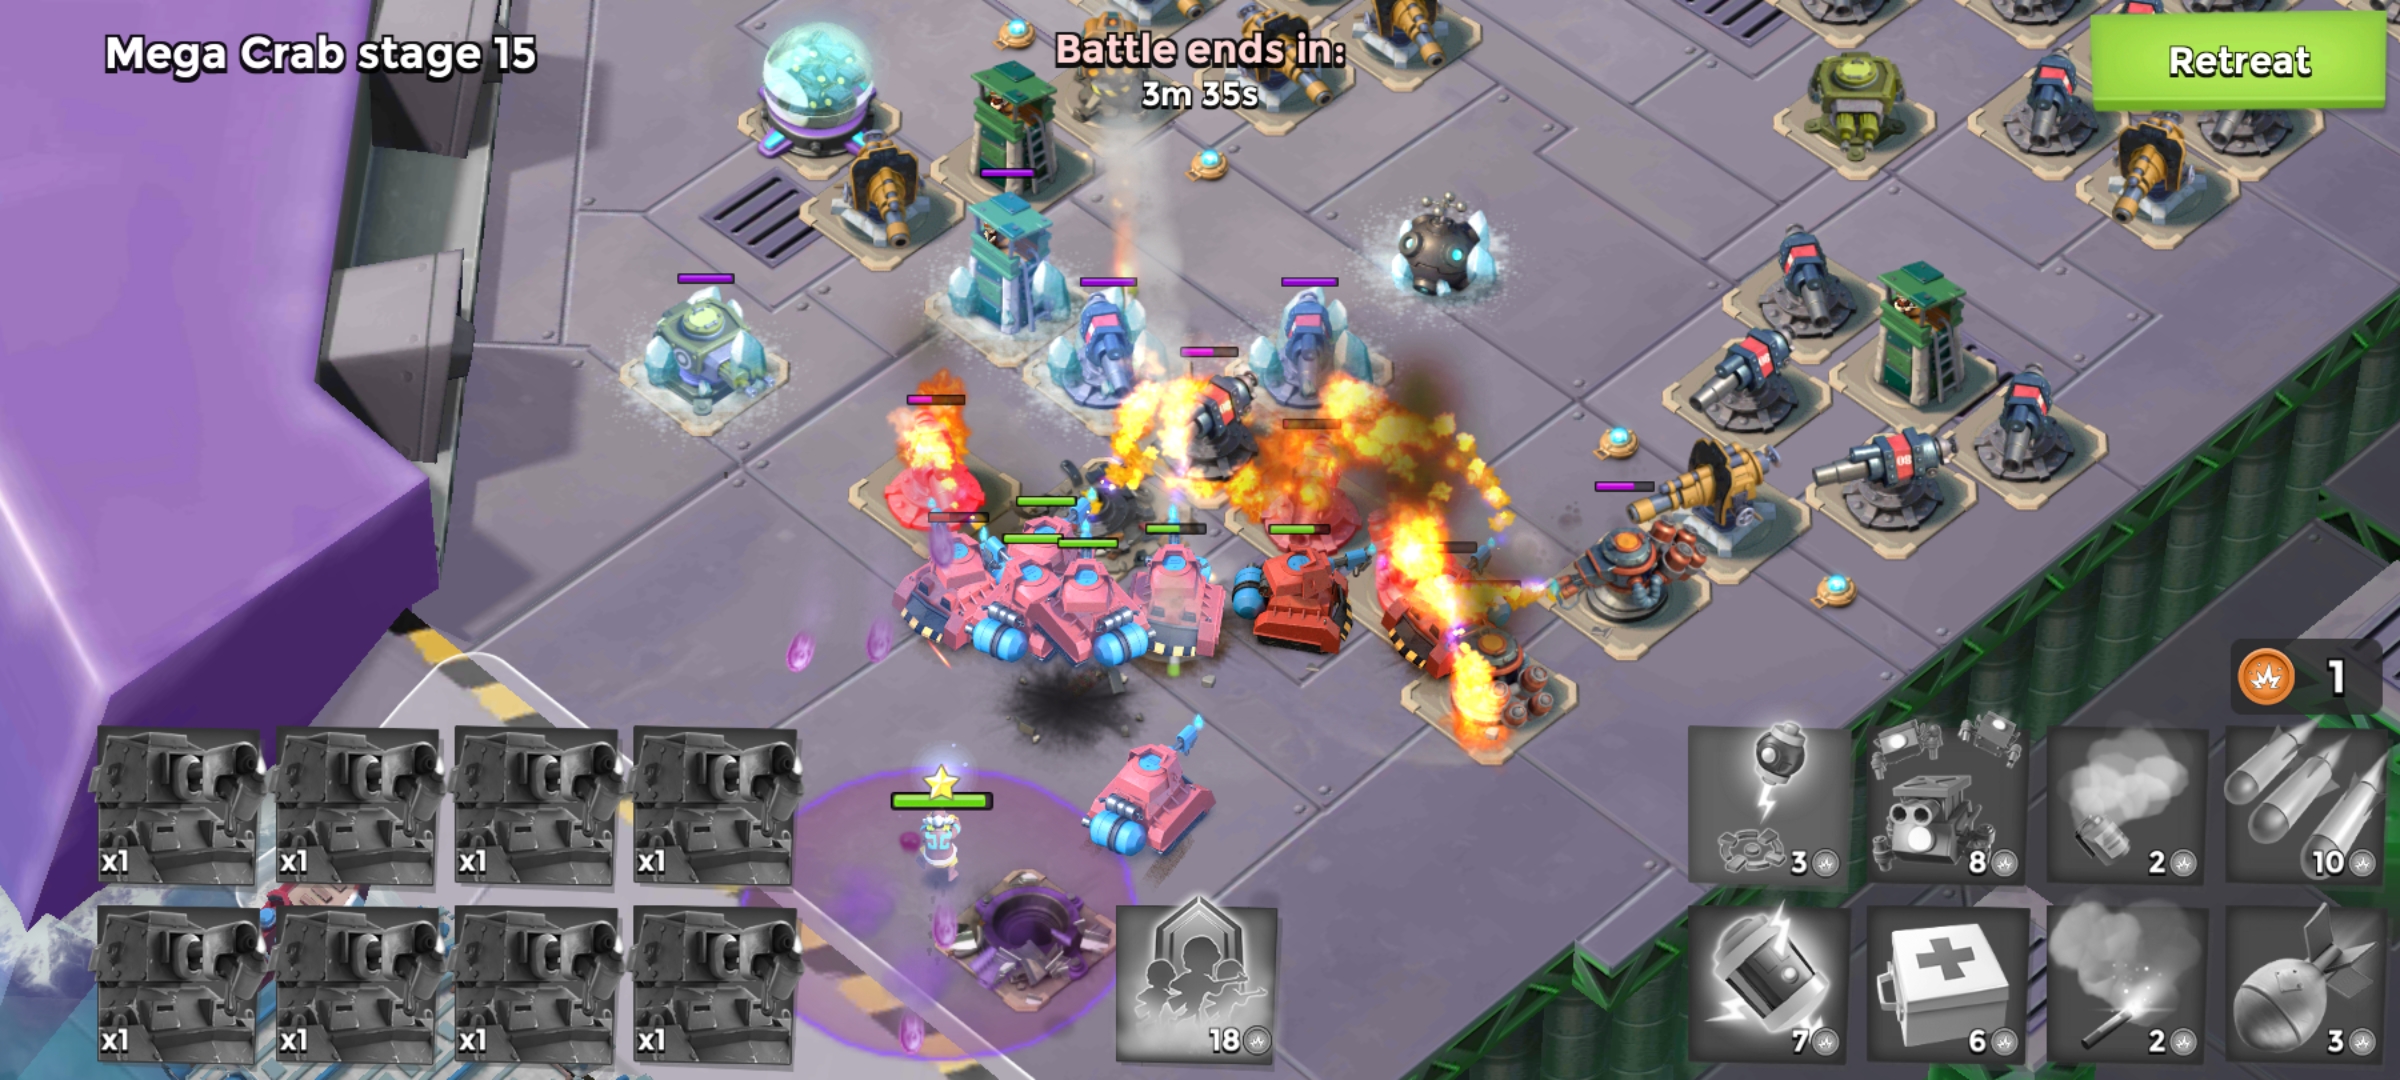 Mega Crab stage 15
Battle ends in:
3m 35s
Retreat
1
3
8
2
10
x1
x1
x1
x1
x1
x1
x1
x1
18
7
6
2
3